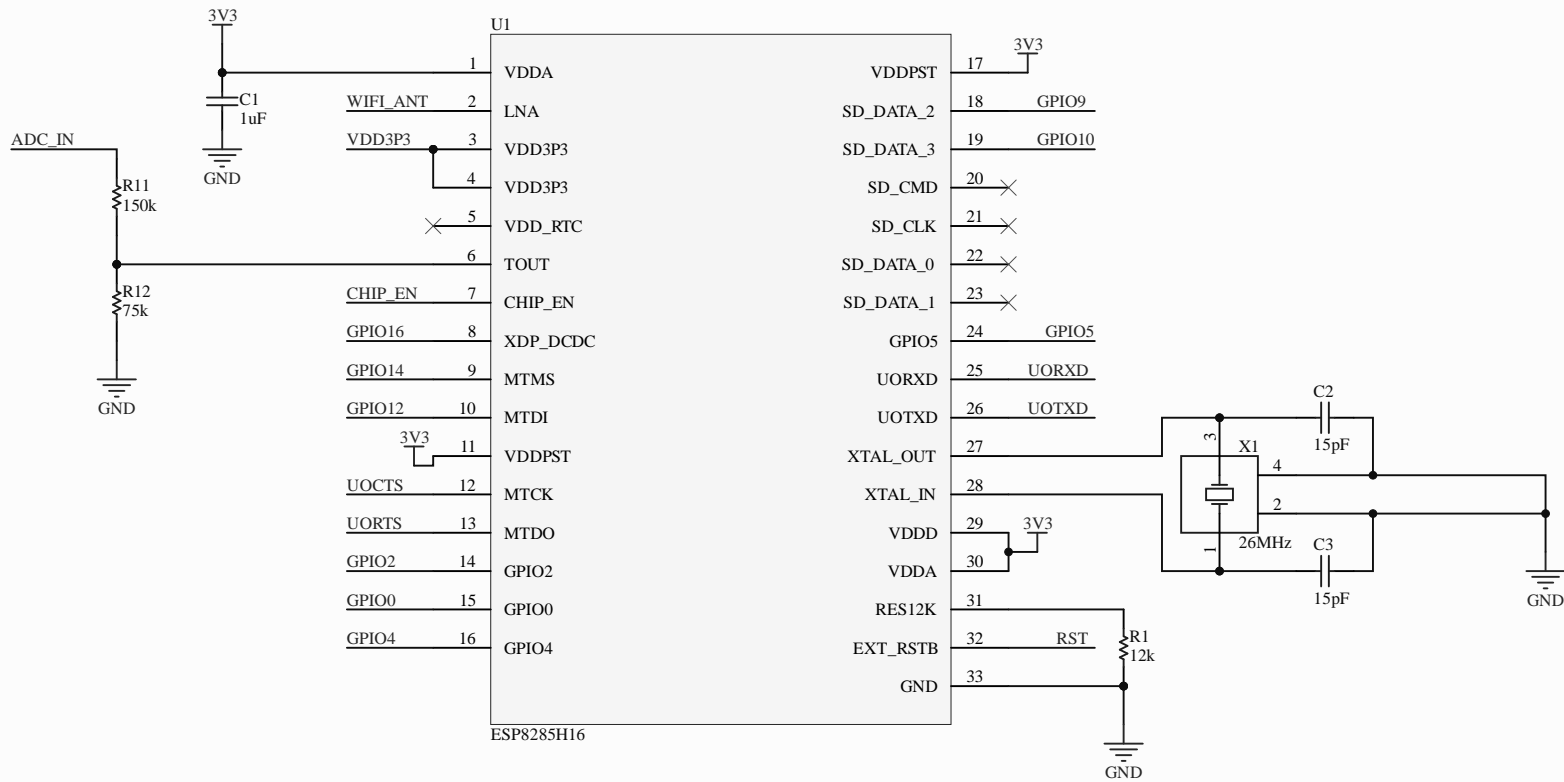 3V3
U1
1 VDDA
C1
1uF
GND
WIFI_ANT 2 LNA
ADC_IN
VDD3P3 3 VDD3P3
4 VDD3P3
R11
150k
5 VDD_RTC
6 TOUT
R12
75k
GND
CHIP_EN 7 CHIP_EN
GPIO16 8 XDP_DCDC
GPIO14 9 MTMS
GPIO12 10 MTDI
3V3
11 VDDPST
UOCTS 12 MTCK
UORTS 13 MTDO
GPIO2 14 GPIO2
GPIO0 15 GPIO0
GPIO4 16 GPIO4
3V3
VDDPST 17
SD_DATA_2 18 GPIO9
SD_DATA_3 19 GPIO10
SD_CMD 20
SD_CLK 21
SD_DATA_0 22
SD_DATA_1 23
GPIO5 24 GPIO5
UORXD 25 UORXD
UOTXD 26 UOTXD
XTAL_OUT 27
XTAL_IN 28
VDDD 29
3V3
VDDA 30
RES12K 31
EXT_RSTB 32 RST
GND 33
R1
12k
GND
C2
15pF
3
X1
4
2
1
26MHz
C3
15pF
GND
ESP8285H16